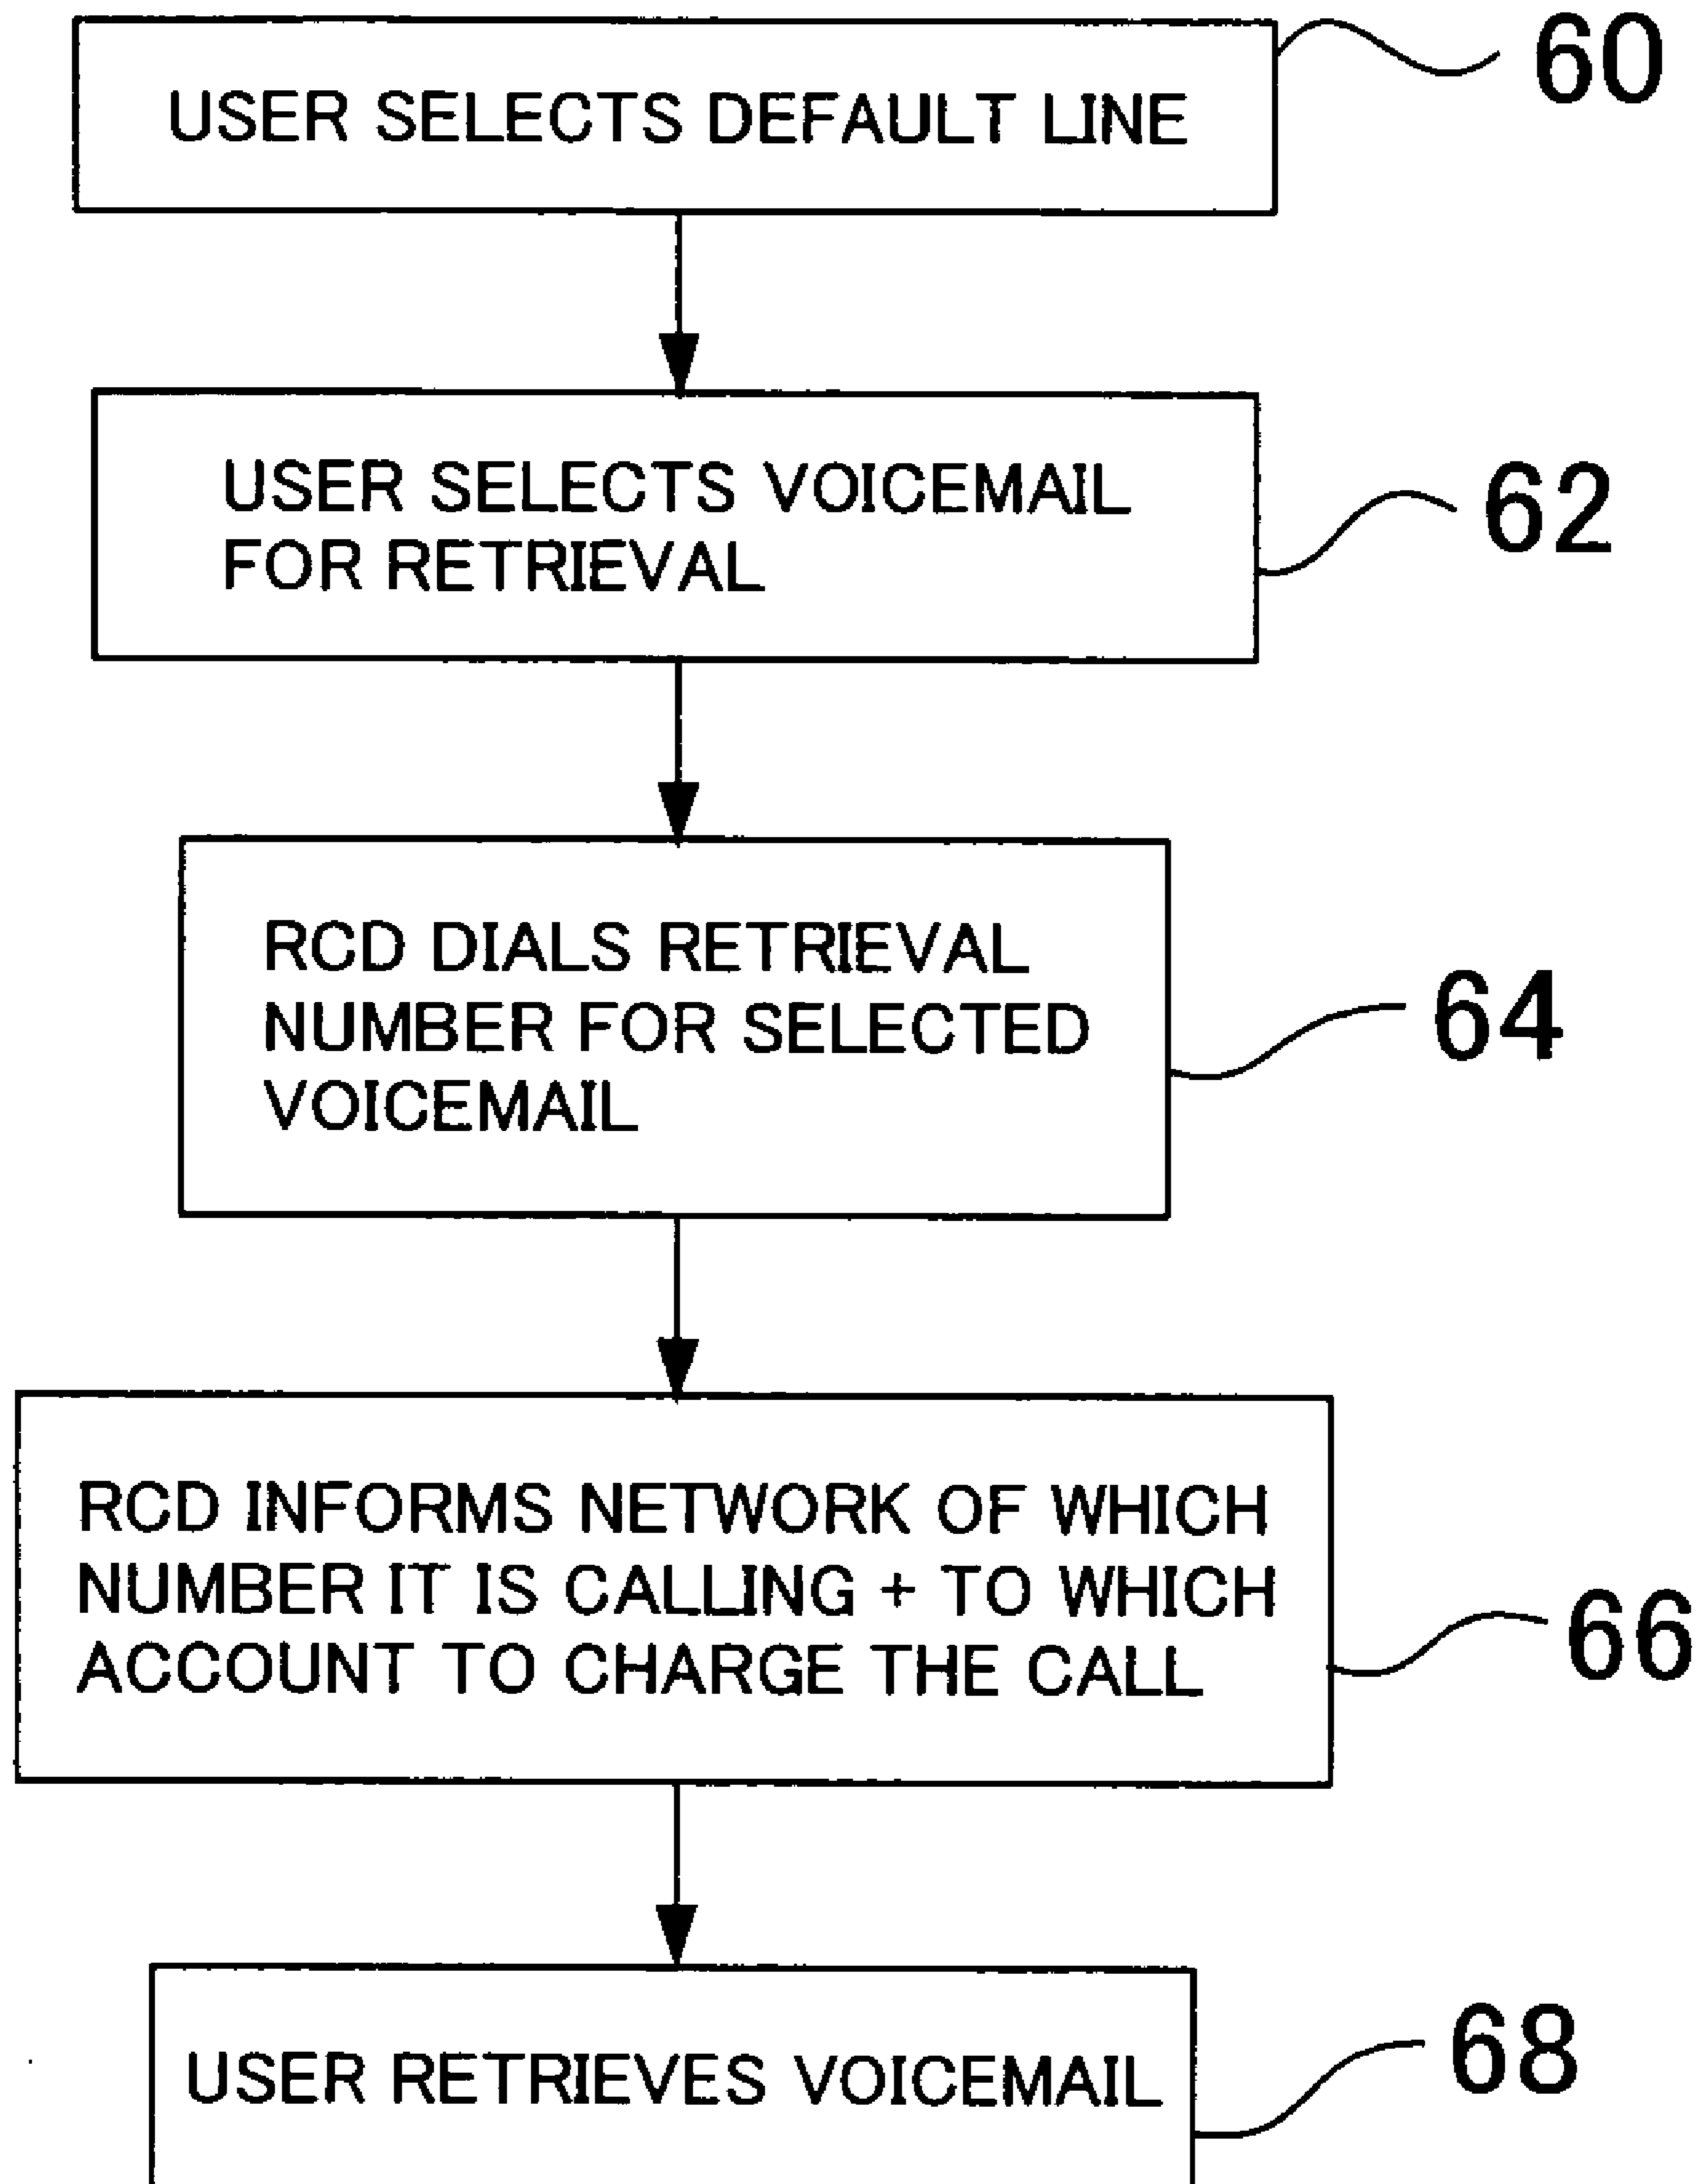 USER SELECTS DEFAULT LINE
60
USER SELECTS VOICEMAIL
FOR RETRIEVAL
62
RCD DIALS RETRIEVAL
NUMBER FOR SELECTED
VOICEMAIL
64
RCD INFORMS NETWORK OF WHICH
NUMBER IT IS CALLING + TO WHICH
ACCOUNT TO CHARGE THE CALL
66
USER RETRIEVES VOICEMAIL
68